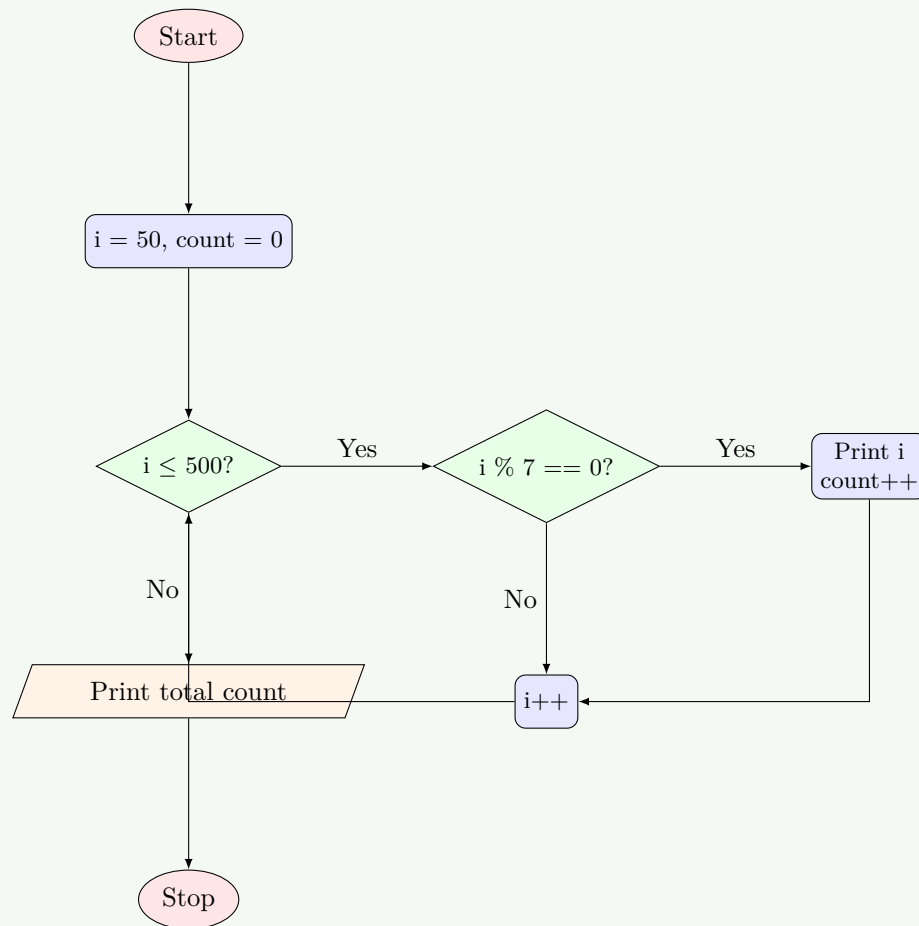 Start
i = 50, count = 0
i ≤ 500?
Yes
i % 7 == 0?
Yes
Print i
count++
No
No
Print total count
i++
Stop